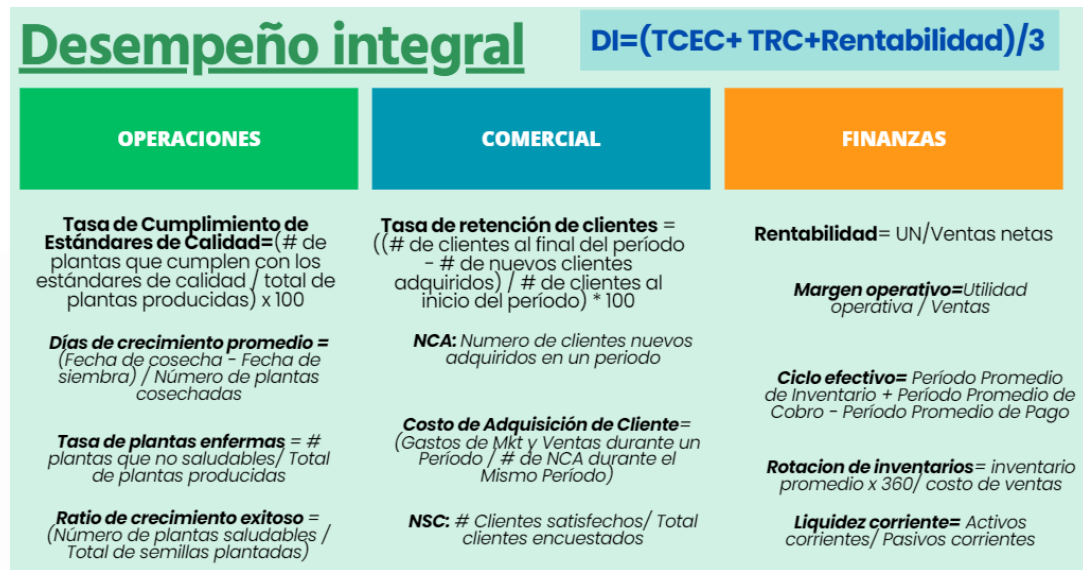 Desempeño integral
DI=(TCEC+ TRC+Rentabilidad)/3
OPERACIONES
COMERCIAL
FINANZAS
Tasa de Cumplimiento de
Estándares de Calidad=(# de
plantas que cumplen con los
estándares de calidad / total de
plantas producidas) x 100
Días de crecimiento promedio =
(Fecha de cosecha - Fecha de
siembra) / Número de plantas
cosechadas
Tasa de plantas enfermas = #
plantas que no saludables/ Total
de plantas producidas
Ratio de crecimiento exitoso =
(Número de plantas saludables /
Total de semillas plantadas)
Tasa de retención de clientes =
((# de clientes al final del período
- # de nuevos clientes
adquiridos) / # de clientes al
inicio del período) * 100
NCA: Numero de clientes nuevos
adquiridos en un periodo
Costo de Adquisición de Cliente=
(Gastos de Mkt y Ventas durante un
Período / # de NCA durante el
Mismo Período)
NSC: # Clientes satisfechos/ Total
clientes encuestados
Rentabilidad= UN/Ventas netas
Margen operativo=Utilidad
operativa / Ventas
Ciclo efectivo= Período Promedio
de Inventario + Período Promedio de
Cobro - Período Promedio de Pago
Rotacion de inventarios= inventario
promedio x 360/ costo de ventas
Liquidez corriente= Activos
corrientes/ Pasivos corrientes